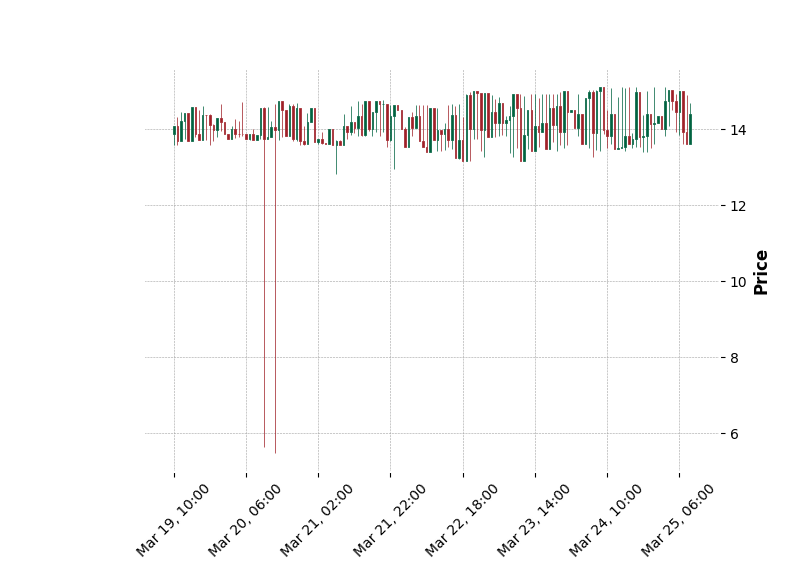 14
12
10
8
6
Price
Mar 19, 10:00
Mar 20, 06:00
Mar 21, 02:00
Mar 21, 22:00
Mar 22, 18:00
Mar 23, 14:00
Mar 24, 10:00
Mar 25, 06:00